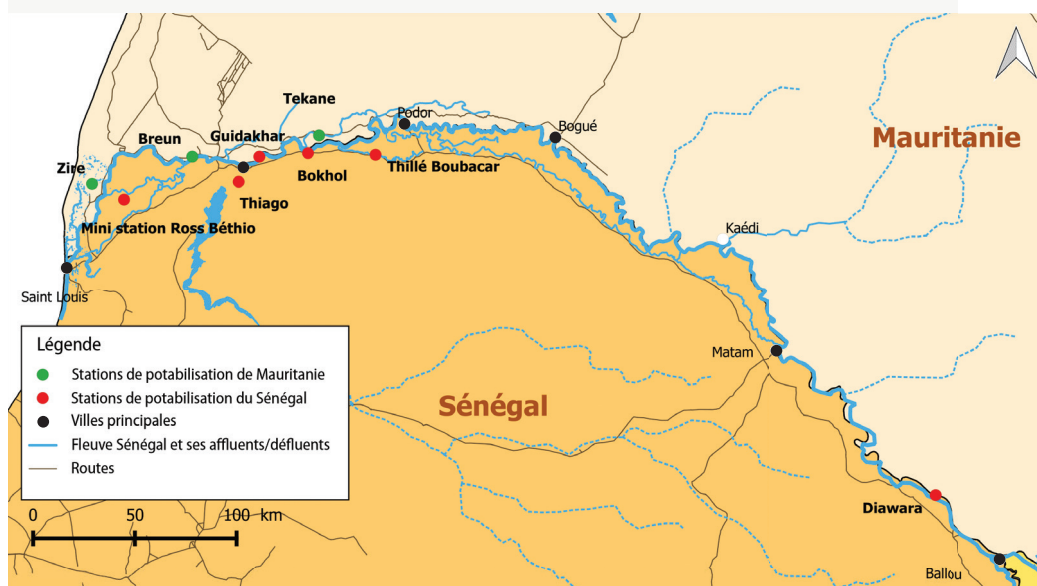 Tekane
Podor
Breun
Guidakhar
Bogué
Mauritanie
Zire
Bokhol
Thillé Boubacar
Thiago
Mini station Ross Béthio
Kaédi
Saint Louis
Légende
Stations de potabilisation de Mauritanie
Stations de potabilisation du Sénégal
Villes principales
Fleuve Sénégal et ses affluents/défluents
Routes
Matam
Sénégal
0 50 100 km
Diawara
Ballou